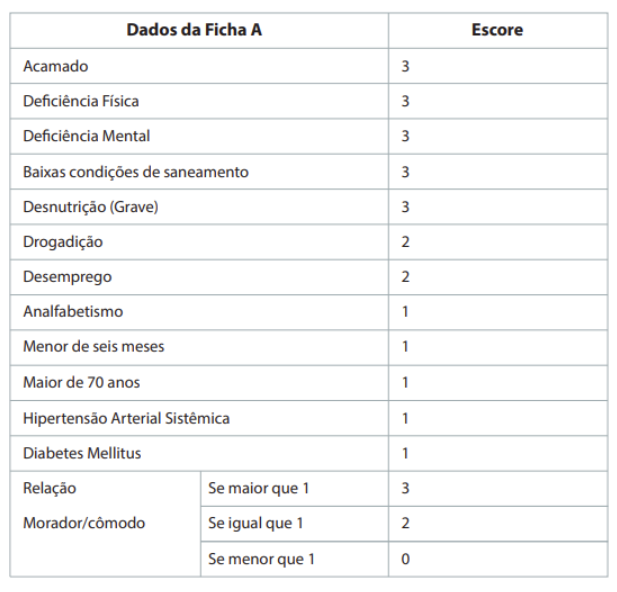 Dados da Ficha A Escore
Acamado 3
Deficiência Física 3
Deficiência Mental 3
Baixas condições de saneamento 3
Desnutrição (Grave) 3
Drogadição 2
Desemprego 2
Analfabetismo 1
Menor de seis meses 1
Maior de 70 anos 1
Hipertensão Arterial Sistêmica 1
Diabetes Mellitus 1
Relação Se maior que 1 3
Morador/cômodo Se igual que 1 2
Se menor que 1 0